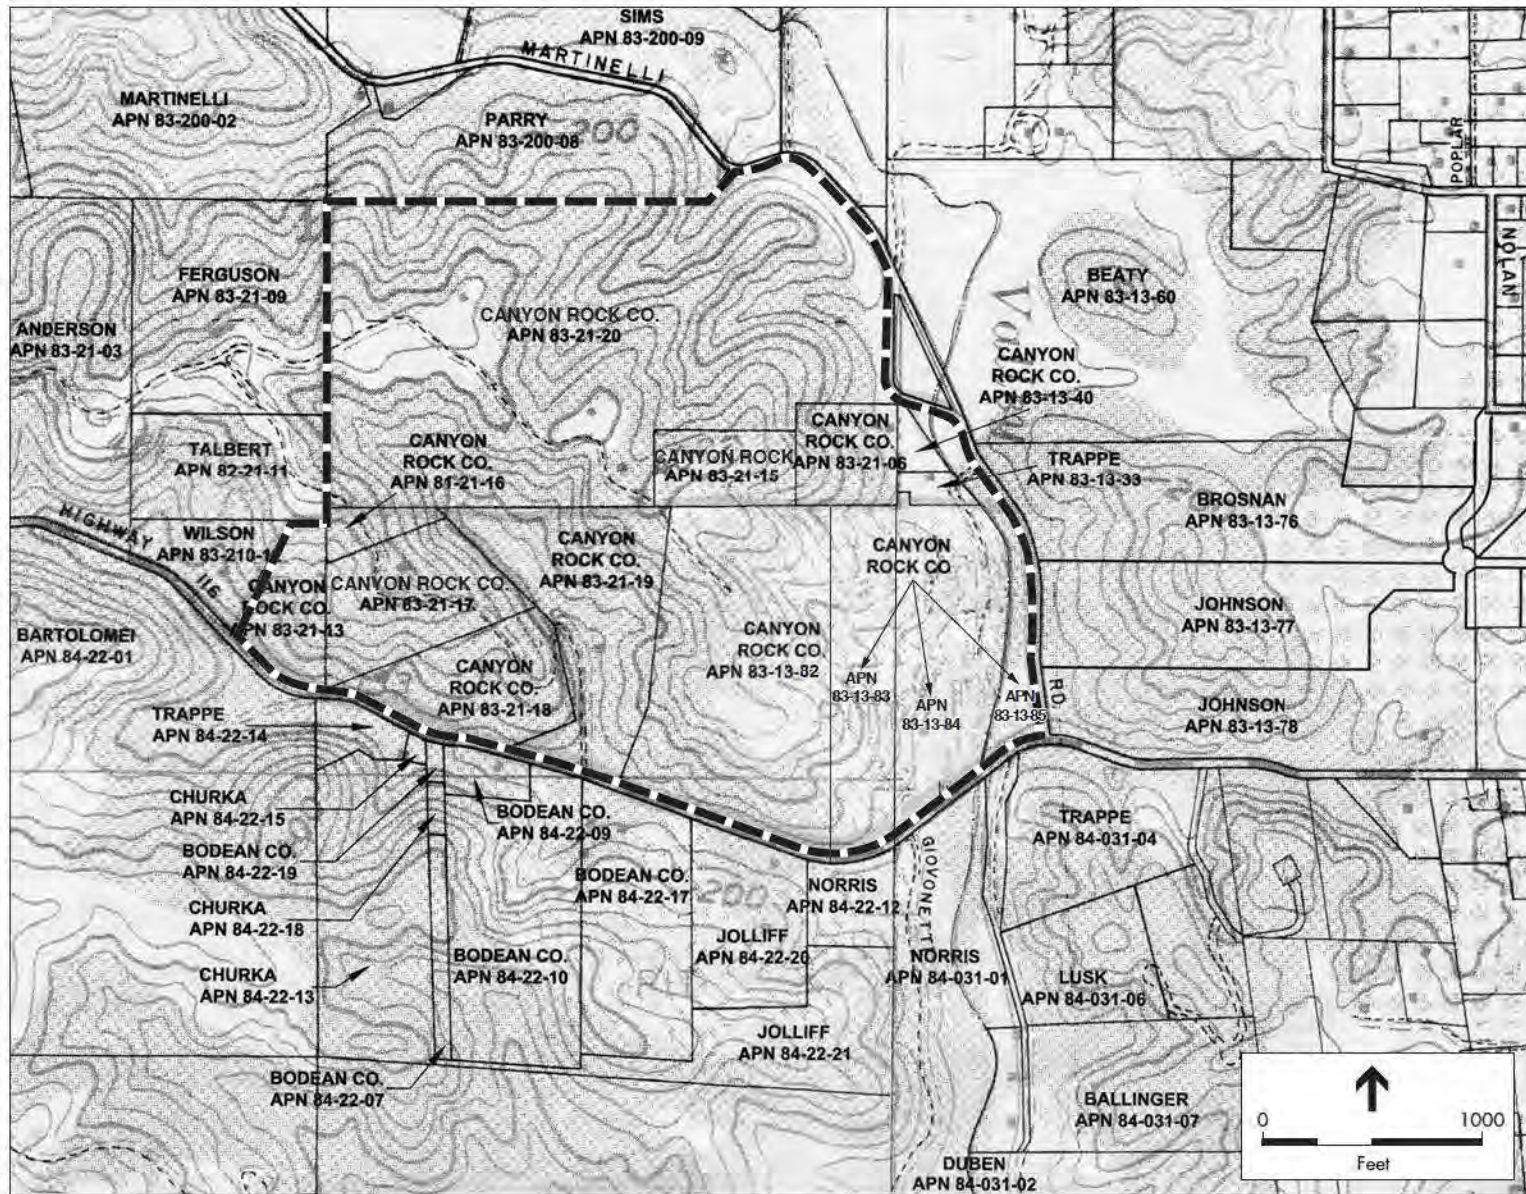 SIMS
APN 83-200-09
MARTINELLI
MARTINELLI
APN 83-200-02
PARRY
APN 83-200-08
200
POPLAR
NOLAN
FERGUSON
APN 83-21-09
ANDERSON
APN 83-21-03
CANYON ROCK CO.
APN 83-21-20
BEATY
APN 83-13-60
CANYON
ROCK CO.
APN 83-13-40
TALBERT
APN 82-21-11
CANYON
ROCK CO.
APN 81-21-16
CANYON ROCK
APN 83-21-15
CANYON
ROCK CO.
APN 83-21-06
TRAPPE
APN 83-13-33
BROSNAN
APN 83-13-76
HIGHWAY
116
WILSON
APN 83-210-1
CANYON
ROCK CO.
APN 83-21-13
CANYON ROCK CO.
APN 83-21-17
CANYON
ROCK CO.
APN 83-21-19
CANYON
ROCK CO
JOHNSON
APN 83-13-77
BARTOLOMEI
APN 84-22-01
CANYON
ROCK CO.
APN 83-21-18
CANYON
ROCK CO.
APN 83-13-82
APN
83-13-83
APN
83-13-84
APN
83-13-85
RD.
JOHNSON
APN 83-13-78
TRAPPE
APN 84-22-14
CHURKA
APN 84-22-15
BODEAN CO.
APN 84-22-09
TRAPPE
APN 84-031-04
BODEAN CO.
APN 84-22-19
BODEAN CO.
APN 84-22-17
200
NORRIS
APN 84-22-12
GIOVONETTI
CHURKA
APN 84-22-18
JOLLIFF
APN 84-22-20
BODEAN CO.
APN 84-22-10
NORRIS
APN 84-031-01
CHURKA
APN 84-22-13
LUSK
APN 84-031-06
JOLLIFF
APN 84-22-21
BODEAN CO.
APN 84-22-07
BALLINGER
APN 84-031-07
DUBEN
APN 84-031-02
0 1000
Feet